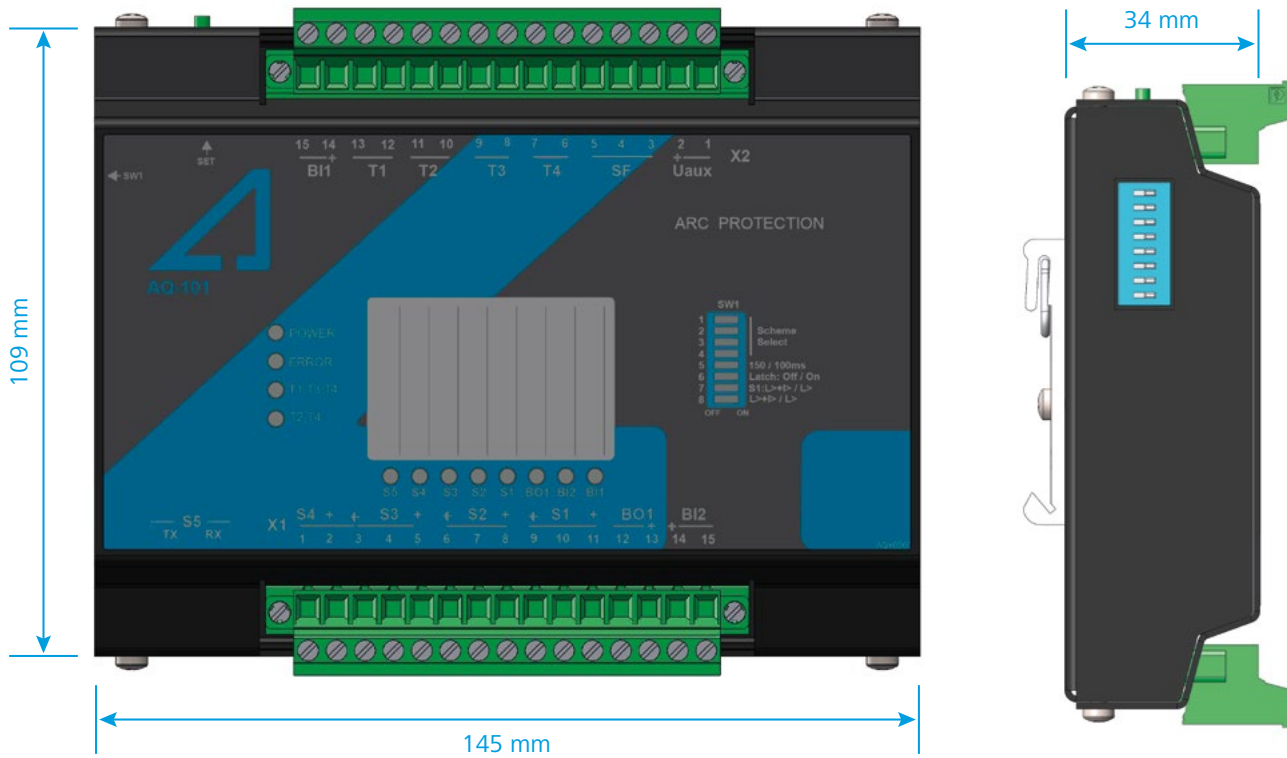 34 mm
109 mm
15 14 13 12 11 10 9 8 7 6 5 4 3 2 1
+ +
BI1 T1 T2 T3 T4 SF Uaux X2
SET
SW1
ARC PROTECTION
AQ-101
POWER
ERROR
T1,T3,T4
SW1
1
2 Scheme
3 Select
4
5 150 / 100ms
6 Latch: Off / On
7 S1:L>+I> / L>
8 L>+I> / L>
OFF ON
S5 S4 S3 S2 S1 BO1 BI2 BI1
S5
TX RX
X1 S4 + S3 + S2 + S1 + BO1 + + BI2
1 2 3 4 5 6 7 8 9 10 11 12 13 14 15
145 mm